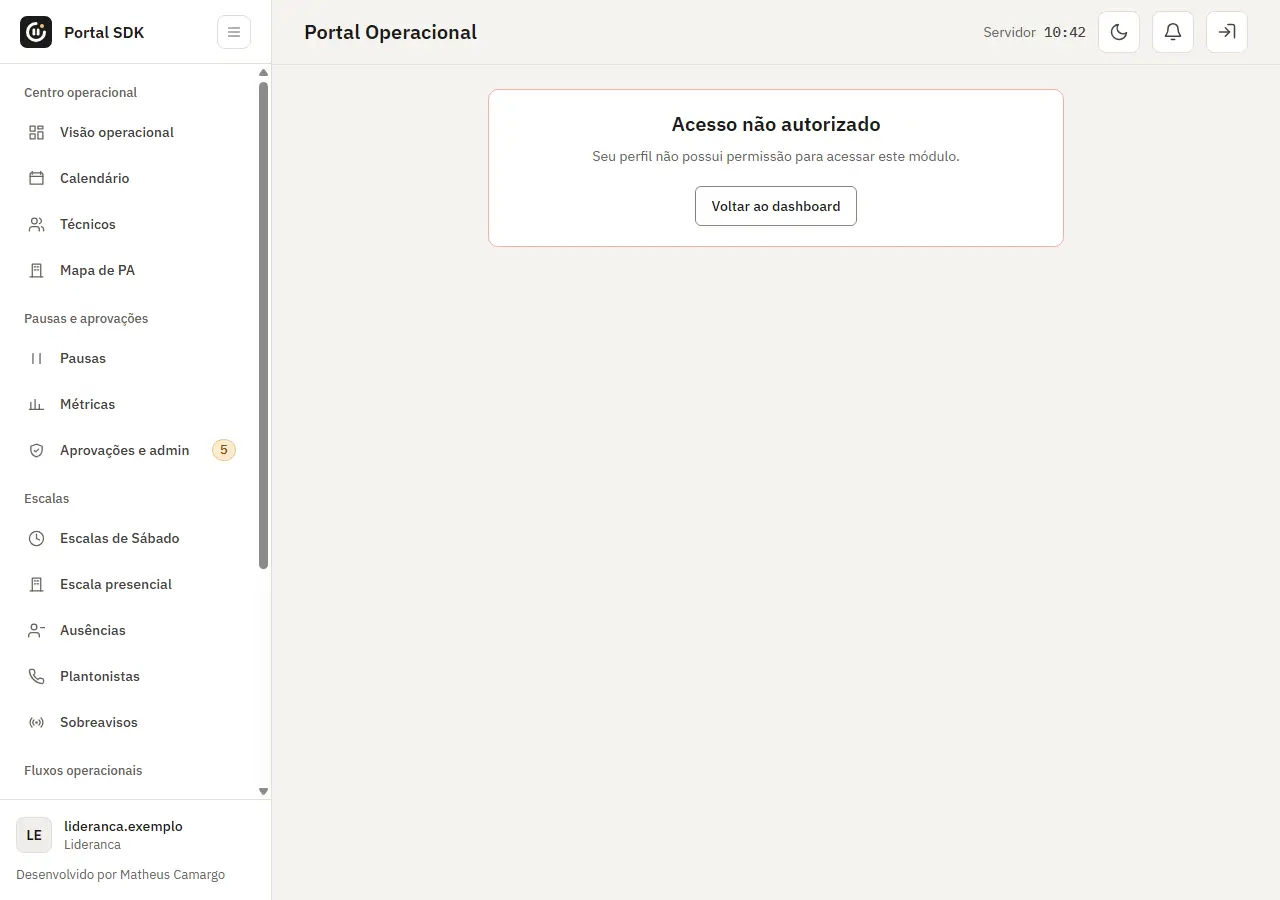 Portal SDK
Portal Operacional
Servidor 10:42
Centro operacional
Visão operacional
Calendário
Técnicos
Mapa de PA
Pausas e aprovações
Pausas
Métricas
Aprovações e admin 5
Escalas
Escalas de Sábado
Escala presencial
Ausências
Plantonistas
Sobreavisos
Fluxos operacionais
LE
lideranca.exemplo
Lideranca
Desenvolvido por Matheus Camargo
Acesso não autorizado
Seu perfil não possui permissão para acessar este módulo.
Voltar ao dashboard